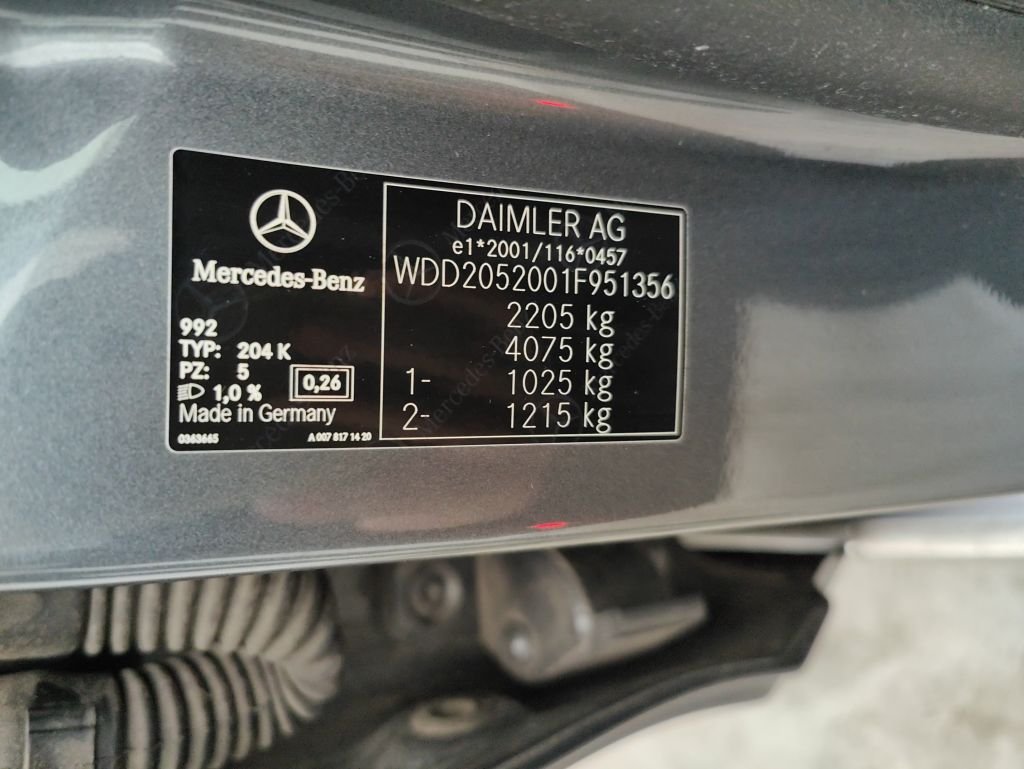 Mercedes-Benz
992
TYP: 204 K
PZ: 5
1,0 %
0,26
Made in Germany
0363665
A 007 817 14 20
DAIMLER AG
e1*2001/116*0457
WDD2052001F951356
2205 kg
4075 kg
1- 1025 kg
2- 1215 kg